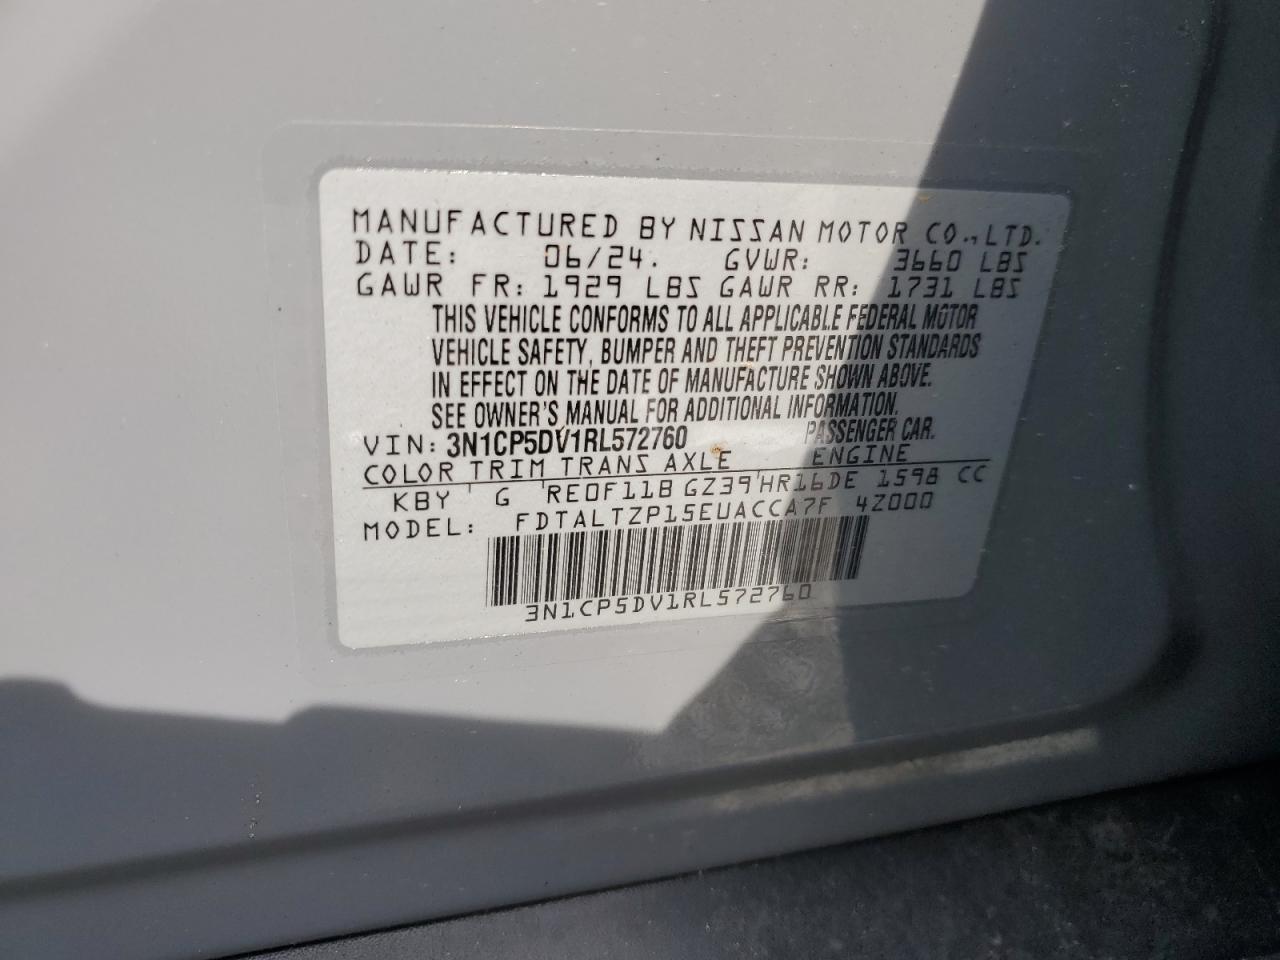 MANUFACTURED BY NISSAN MOTOR CO., LTD.
DATE: 06/24. GVWR: 3660 LBS
GAWR FR: 1929 LBS GAWR RR: 1731 LBS
THIS VEHICLE CONFORMS TO ALL APPLICABLE FEDERAL MOTOR
VEHICLE SAFETY, BUMPER AND THEFT PREVENTION STANDARDS
IN EFFECT ON THE DATE OF MANUFACTURE SHOWN ABOVE.
SEE OWNER'S MANUAL FOR ADDITIONAL INFORMATION.
VIN: 3N1CP5DV1RL572760 PASSENGER CAR.
COLOR TRIM TRANS AXLE ENGINE
KBY G RE0F11B GZ39 HR16DE 1598 CC
MODEL: FDTALTZP15EUACCA7F 4Z000
3N1CP5DV1RL572760